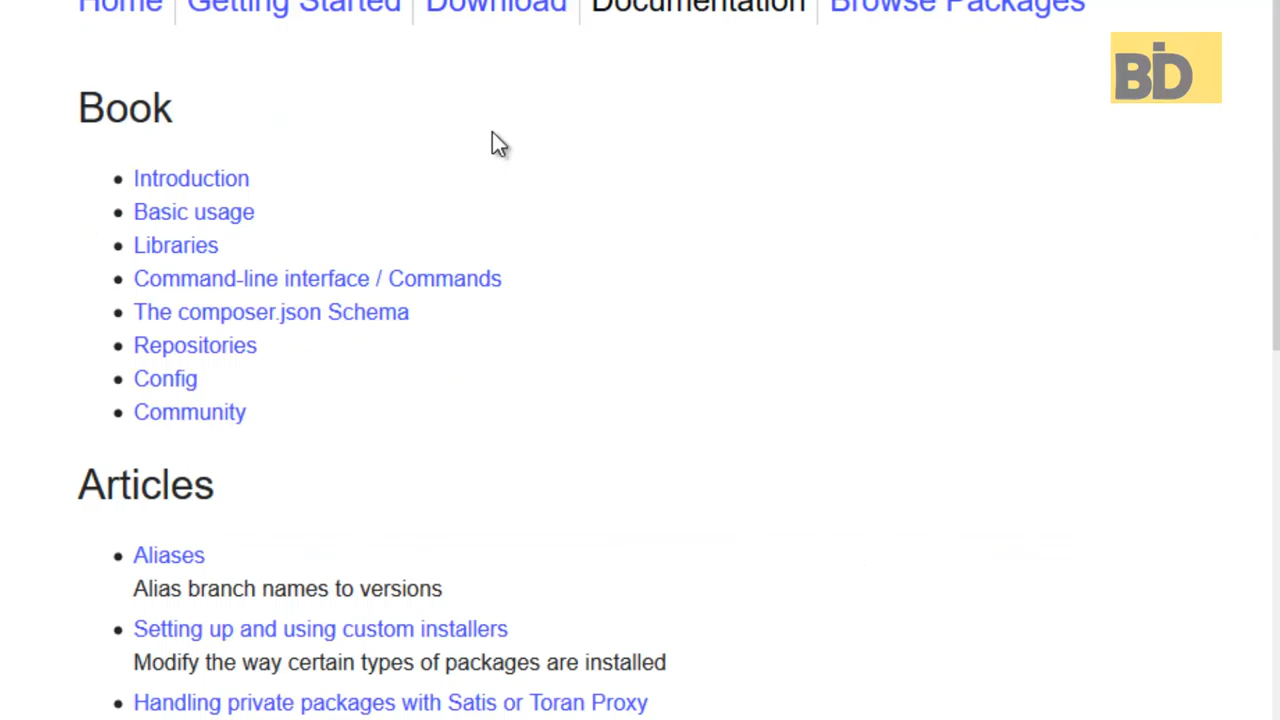 Home Getting Started Download Documentation Browse Packages
BiD
Book
Introduction
Basic usage
Libraries
Command-line interface / Commands
The composer.json Schema
Repositories
Config
Community
Articles
Aliases
Alias branch names to versions
Setting up and using custom installers
Modify the way certain types of packages are installed
Handling private packages with Satis or Toran Proxy